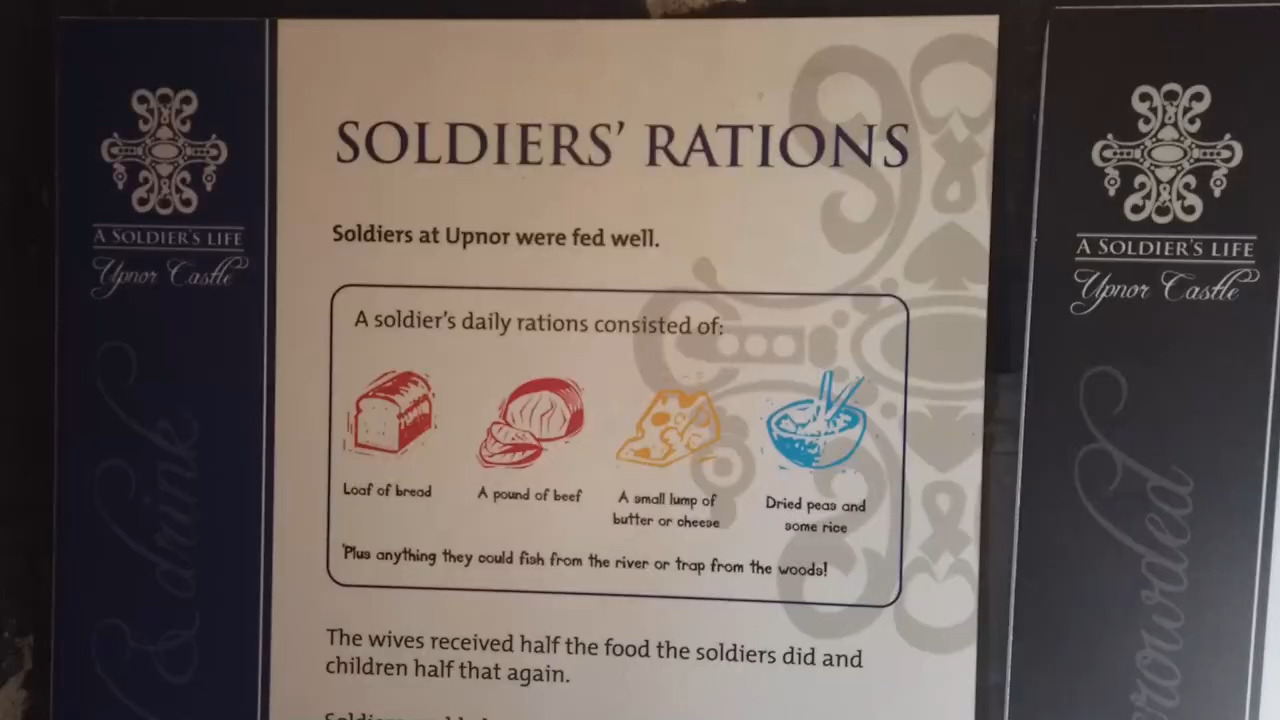 SOLDIERS' RATIONS
Soldiers at Upnor were fed well.
A soldier's daily rations consisted of:
Loaf of bread
A pound of beef
A small lump of
butter or cheese
Dried peas and
some rice
'Plus anything they could fish from the river or trap from the woods!
The wives received half the food the soldiers did and
children half that again.
A SOLDIER'S LIFE
Upnor Castle
& drink
A SOLDIER'S LIFE
Upnor Castle